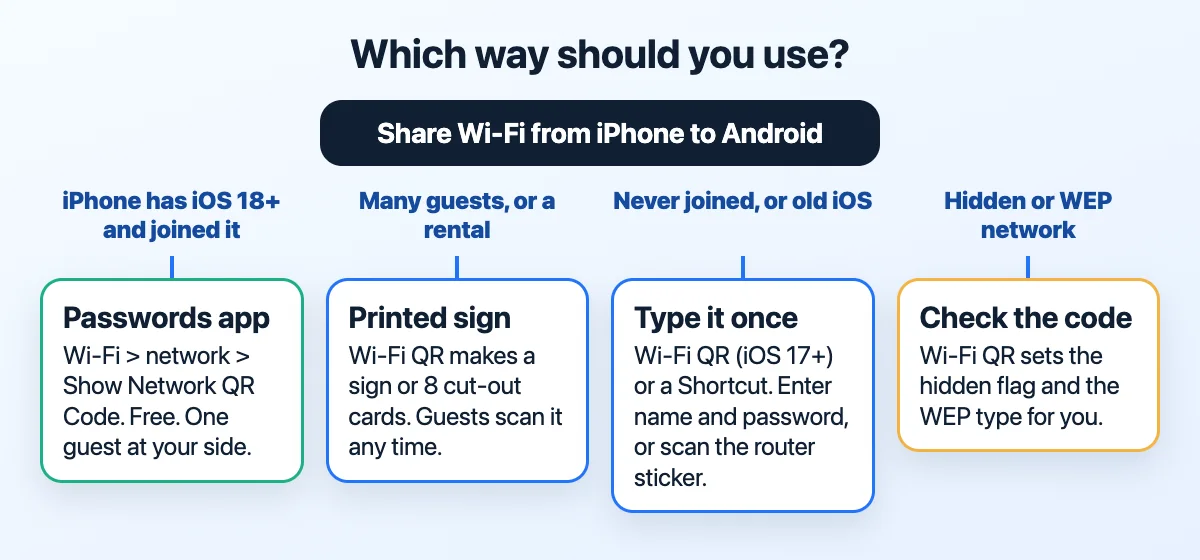 Which way should you use?
Share Wi-Fi from iPhone to Android
iPhone has iOS 18+
and joined it
Passwords app
Wi-Fi > network >
Show Network QR
Code. Free. One
guest at your side.
Many guests, or a
rental
Printed sign
Wi-Fi QR makes a
sign or 8 cut-out
cards. Guests scan it
any time.
Never joined, or old iOS
Type it once
Wi-Fi QR (iOS 17+)
or a Shortcut. Enter
name and password,
or scan the router
sticker.
Hidden or WEP
network
Check the code
Wi-Fi QR sets the
hidden flag and the
WEP type for you.